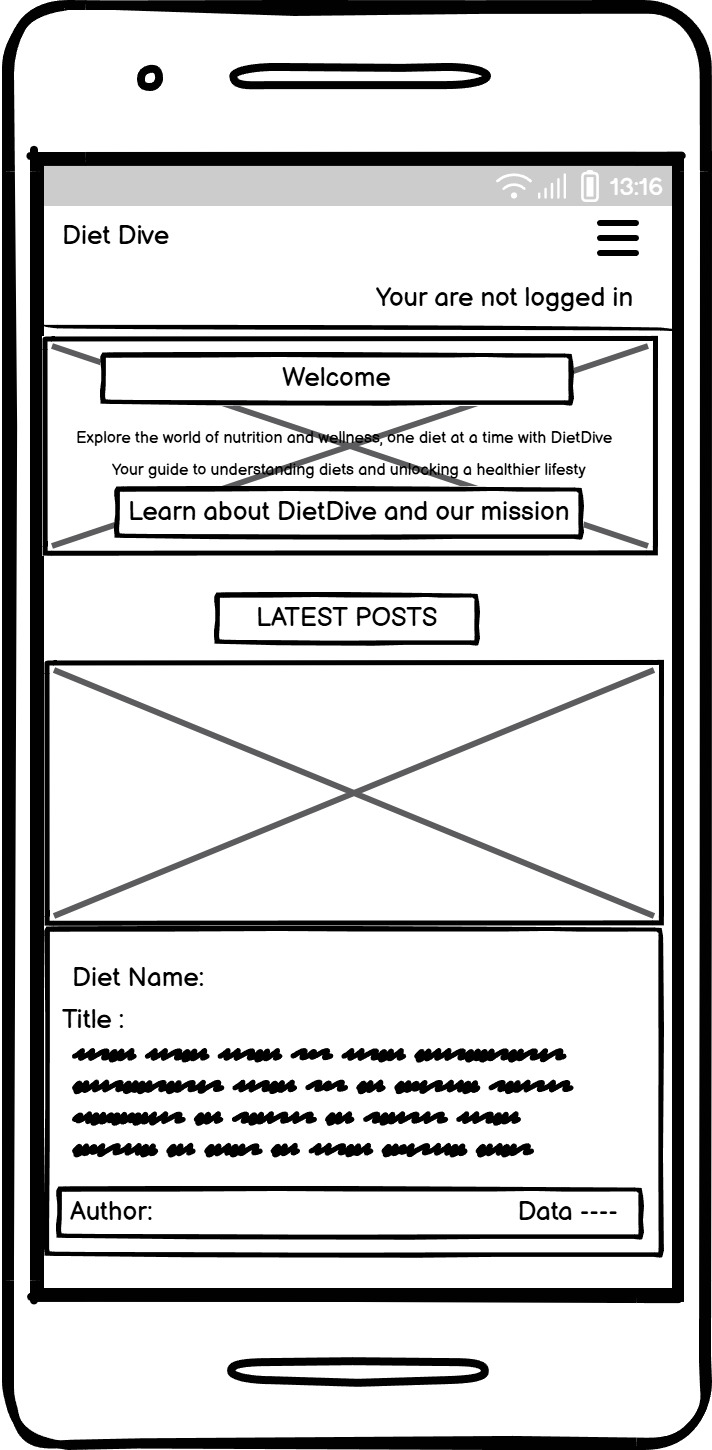 13:16
Diet Dive
Your are not logged in
Welcome
Explore the world of nutrition and wellness, one diet at a time with DietDive
Your guide to understanding diets and unlocking a healthier lifesty
Learn about DietDive and our mission
LATEST POSTS
Diet Name:
Title :
Author: Data ----